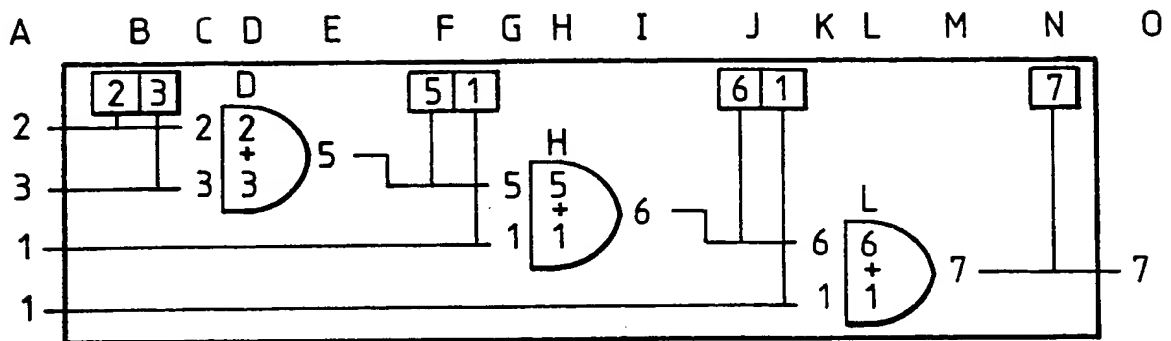 A B C D E F G H I J K L M N O
2 3 D 5 1 6 1 7
2 2 2 H
+ 5
3 3 3 5 5 L
+ 6
1 1 1 6 6
+ 7 7
1 1 1